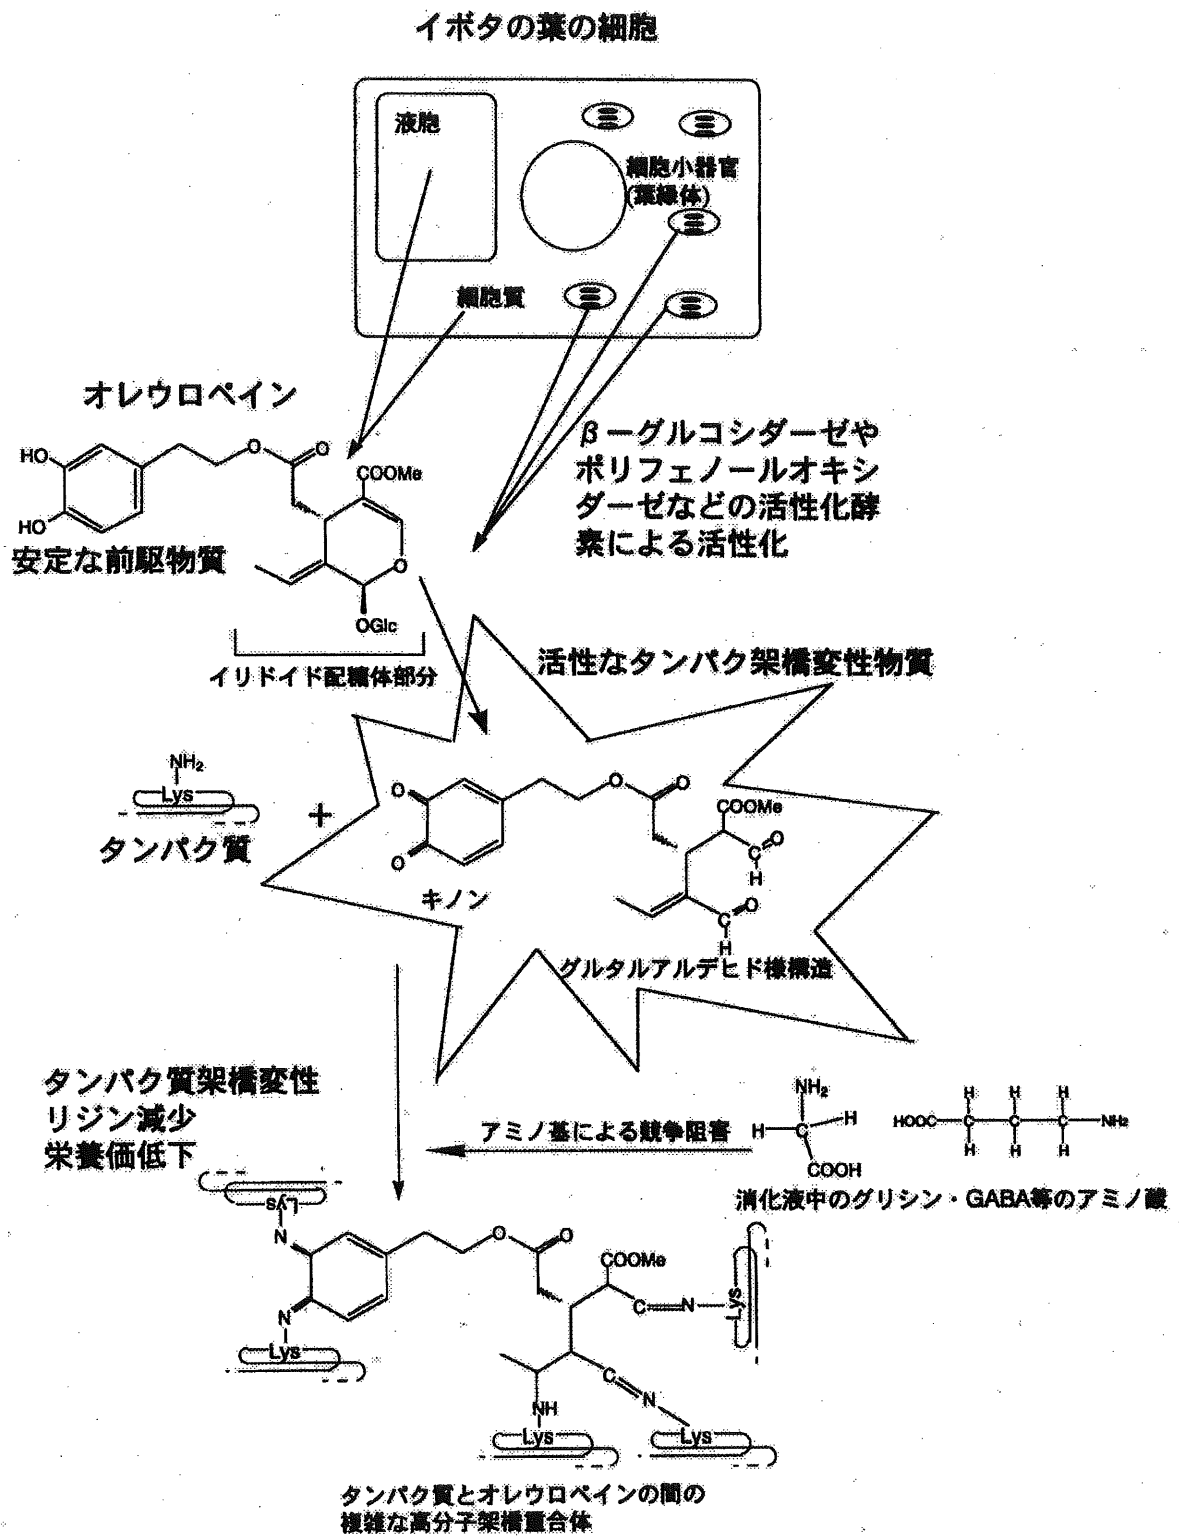 イボタの葉の細胞
液胞
細胞小器官
(葉緑体)
細胞質
オレウロペイン
HO
HO
O
O
COOMe
O
OGlc
安定な前駆物質
イリドイド配糖体部分
β－グルコシダーゼや
ポリフェノールオキシ
ダーゼなどの活性化酵
素による活性化
活性なタンパク架橋変性物質
NH2
Lys
タンパク質
+
O
O
O
O
COOMe
C
O
H
C
O
H
キノン
グルタルアルデヒド様構造
タンパク質架橋変性
リジン減少
栄養価低下
アミノ基による競争阻害
NH2
H
C
H
COOH
H
H
H
HOOC
C
C
C
NH2
H
H
H
消化液中のグリシン・GABA等のアミノ酸
Lys
N
N
Lys
O
O
COOMe
C
N
Lys
C
N
NH
Lys
Lys
タンパク質とオレウロペインの間の
複雑な高分子架橋重合体